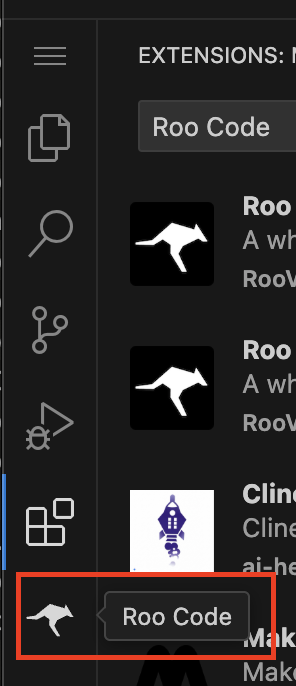 EXTENSIONS:
Roo Code
Roo
A wh
RooV
Roo
A wh
RooV
Cline
Cline
ai-he
Roo Code
Mak
Make